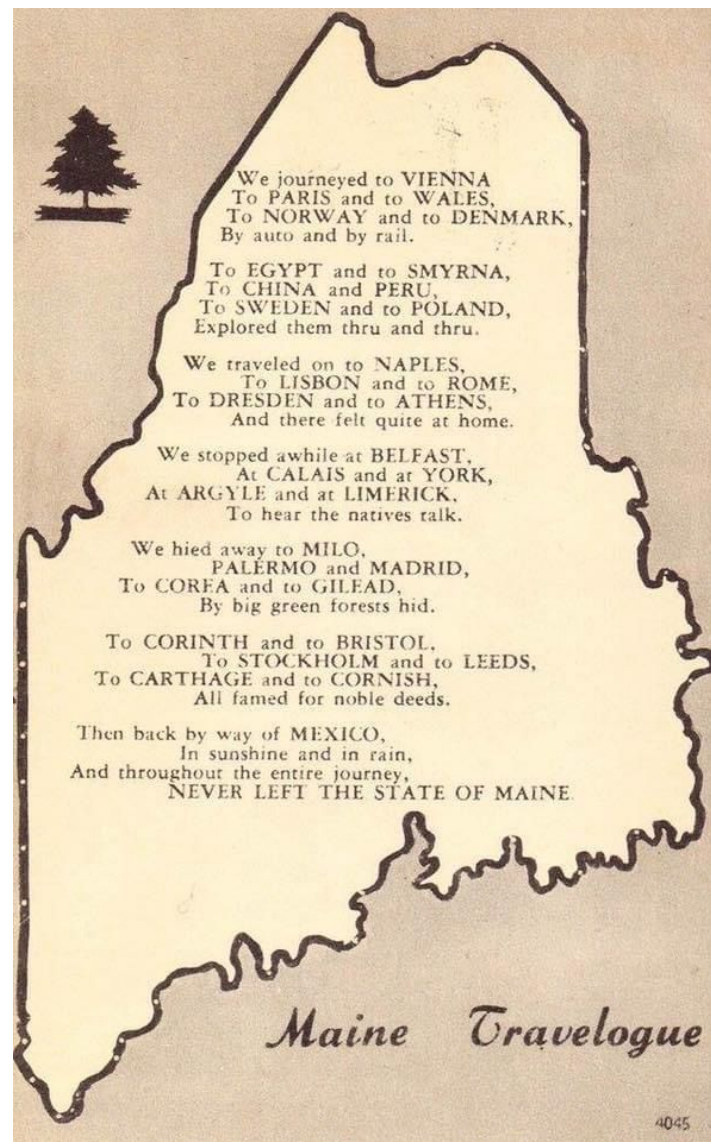 We journeyed to VIENNA
To PARIS and to WALES,
To NORWAY and to DENMARK,
By auto and by rail.
To EGYPT and to SMYRNA,
To CHINA and PERU,
To SWEDEN and to POLAND,
Explored them thru and thru.
We traveled on to NAPLES,
To LISBON and to ROME,
To DRESDEN and to ATHENS,
And there felt quite at home.
We stopped awhile at BELFAST,
At CALAIS and at YORK,
At ARGYLE and at LIMERICK,
To hear the natives talk.
We hied away to MILO,
PALERMO and MADRID,
To COREA and to GILEAD,
By big green forests hid.
To CORINTH and to BRISTOL,
To STOCKHOLM and to LEEDS,
To CARTHAGE and to CORNISH,
All famed for noble deeds.
Then back by way of MEXICO,
In sunshine and in rain,
And throughout the entire journey,
NEVER LEFT THE STATE OF MAINE.
Maine Travelogue
4045